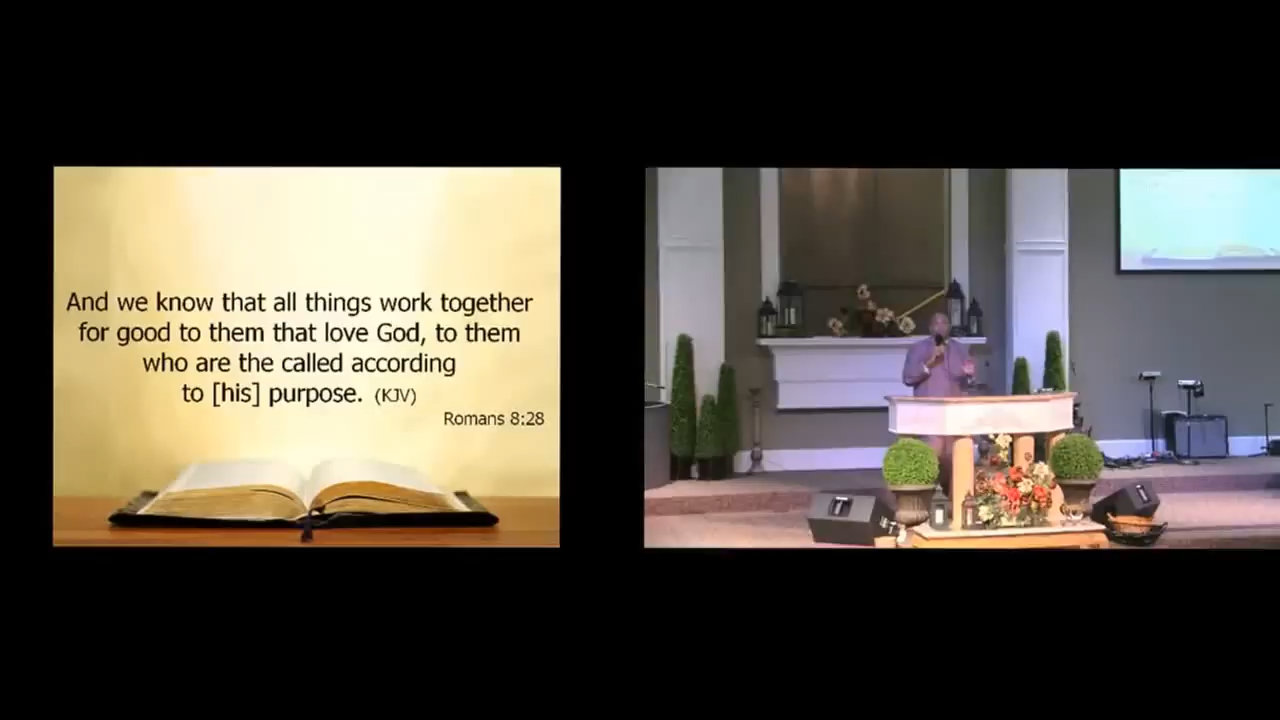 And we know that all things work together
for good to them that love God, to them
who are the called according
to [his] purpose. (KJV)
Romans 8:28